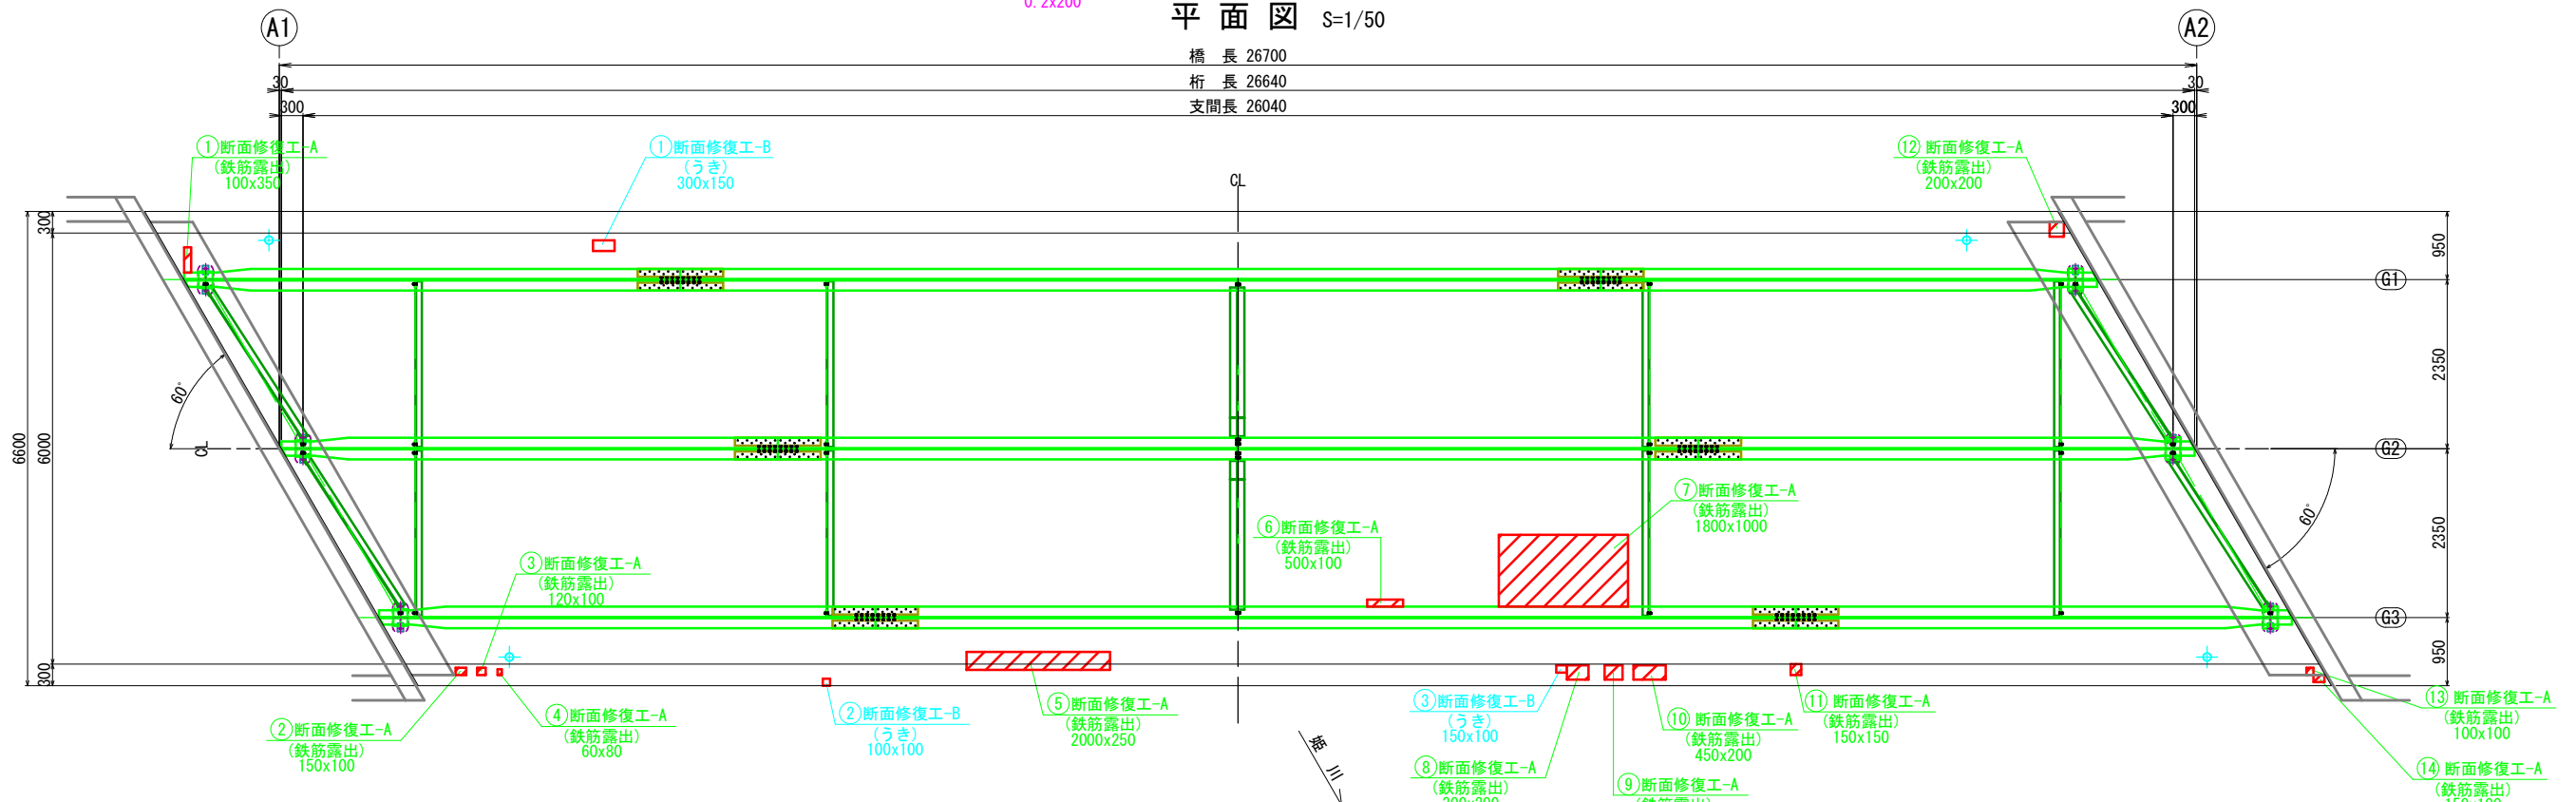 0.2x200
平面図 S=1/50
A1
A2
橋 長 26700
30
桁 長 26640
30
300
支間長 26040
300
①断面修復工-A
(鉄筋露出)
100x350
①断面修復工-B
(うき)
300x150
⑫ 断面修復工-A
(鉄筋露出)
200x200
CL
300
950
G1
2350
60°
6600
6000
CL
G2
⑦断面修復工-A
(鉄筋露出)
1800x1000
⑥断面修復工-A
(鉄筋露出)
500x100
60°
2350
③断面修復工-A
(鉄筋露出)
120x100
G3
300
950
②断面修復工-A
(鉄筋露出)
150x100
④断面修復工-A
(鉄筋露出)
60x80
②断面修復工-B
(うき)
100x100
⑤断面修復工-A
(鉄筋露出)
2000x250
③断面修復工-B
(うき)
150x100
⑩ 断面修復工-A
(鉄筋露出)
450x200
⑪ 断面修復工-A
(鉄筋露出)
150x150
⑬ 断面修復工-A
(鉄筋露出)
100x100
姫川
⑧断面修復工-A
(鉄筋露出)
⑨断面修復工-A
⑭ 断面修復工-A
(鉄筋露出)